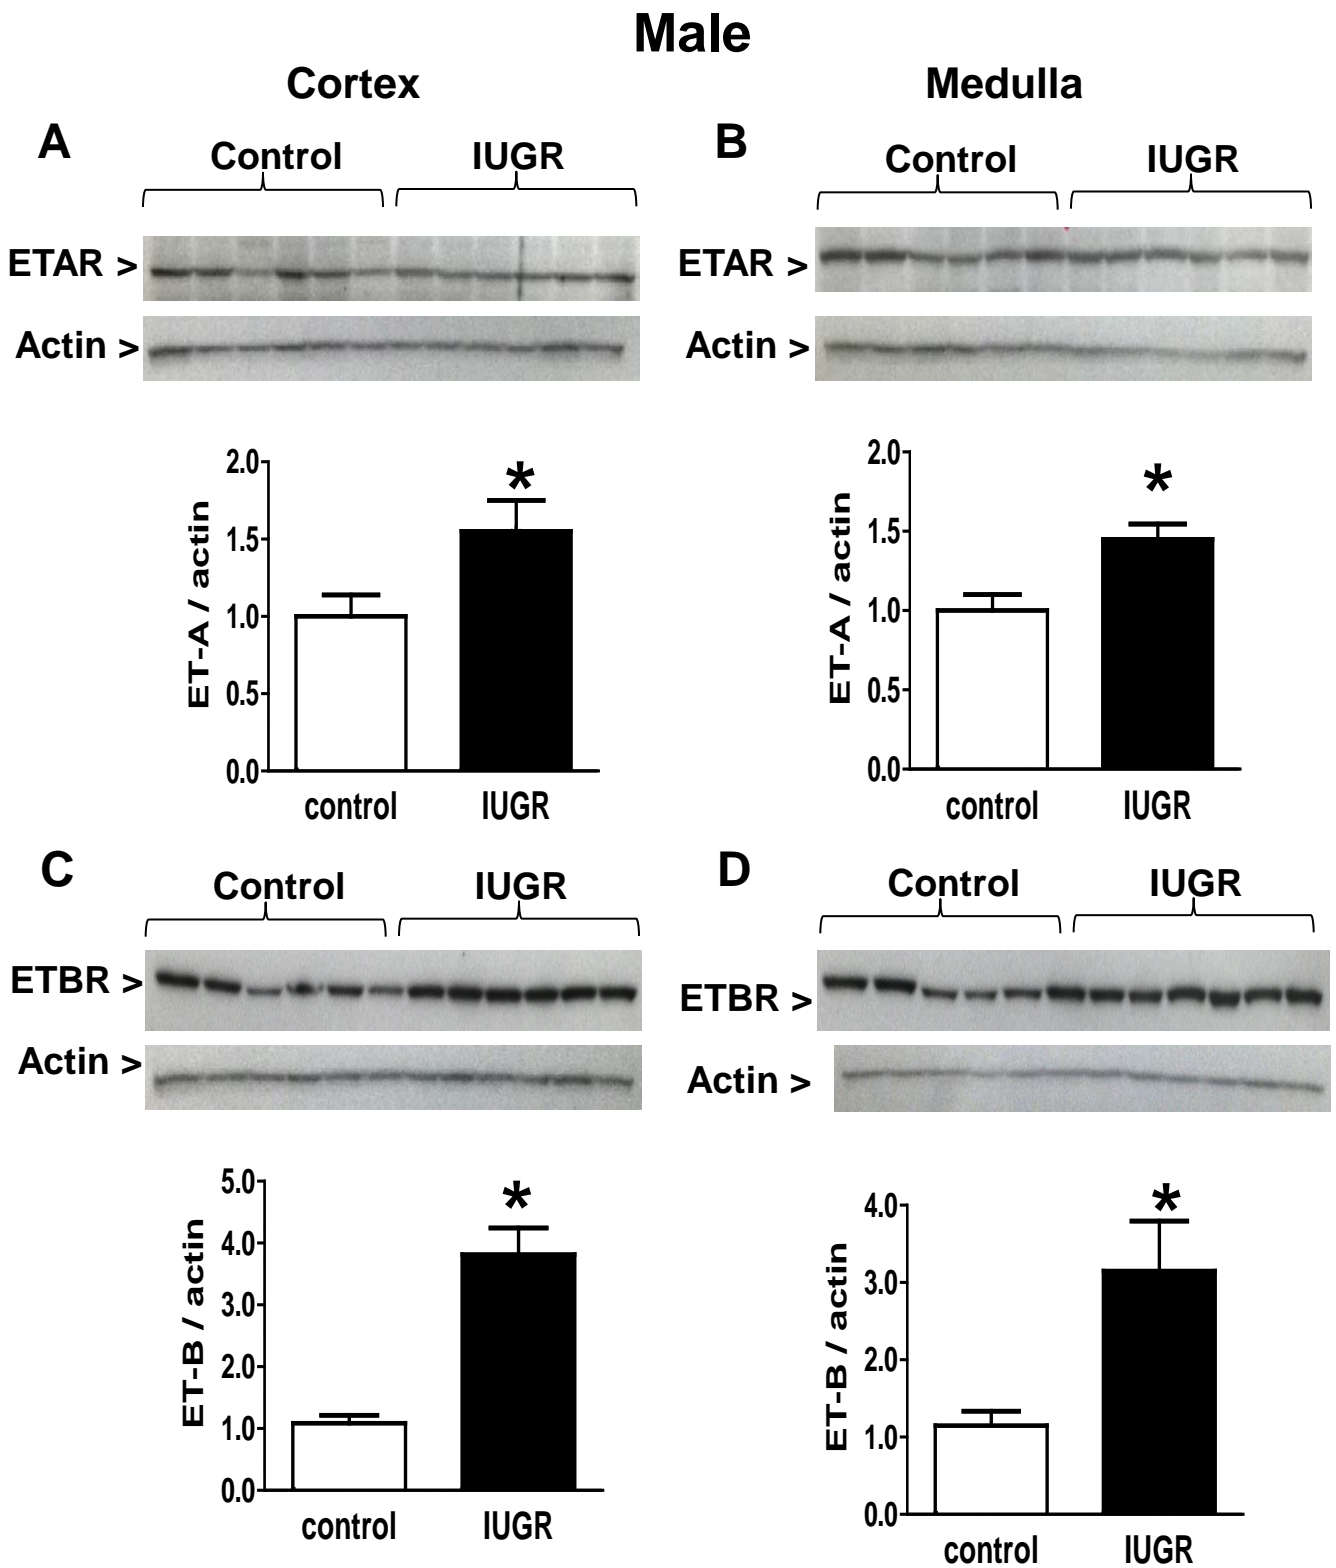 Male
Cortex
Medulla
A
Control
IUGR
ETAR >
Actin >
2.0
1.5
1.0
0.5
0.0
ET-A / actin
*
control
IUGR
B
Control
IUGR
ETAR >
Actin >
2.0
1.5
1.0
0.5
0.0
ET-A / actin
*
control
IUGR
C
Control
IUGR
ETBR >
Actin >
5.0
4.0
3.0
2.0
1.0
0.0
ET-B / actin
*
control
IUGR
D
Control
IUGR
ETBR >
Actin >
4.0
3.0
2.0
1.0
0.0
ET-B / actin
*
control
IUGR